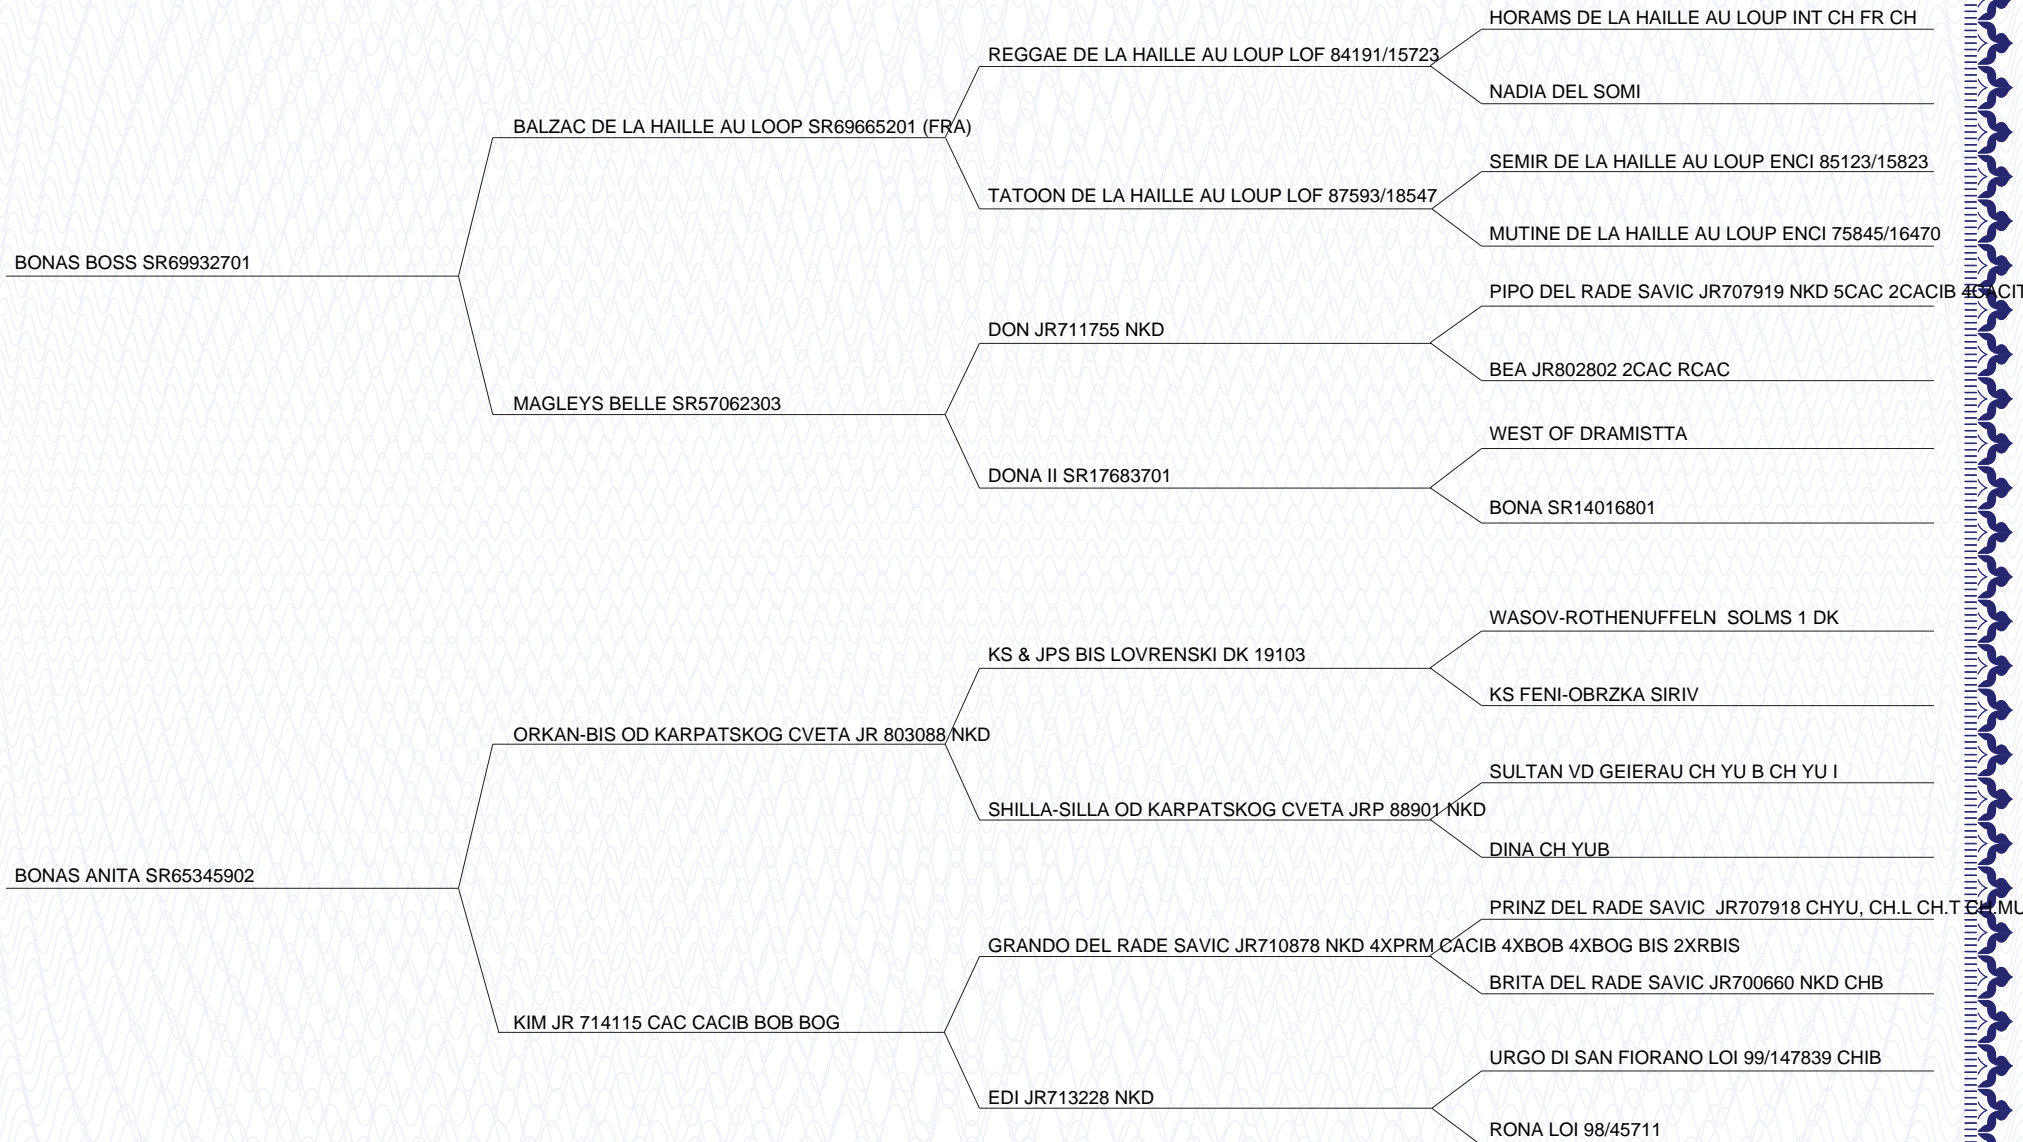 HORAMS DE LA HAILLE AU LOUP INT CH FR CH
REGGAE DE LA HAILLE AU LOUP LOF 84191/15723
NADIA DEL SOMI
BALZAC DE LA HAILLE AU LOOP SR69665201 (FRA)
SEMIR DE LA HAILLE AU LOUP ENCI 85123/15823
TATOON DE LA HAILLE AU LOUP LOF 87593/18547
MUTINE DE LA HAILLE AU LOUP ENCI 75845/16470
BONAS BOSS SR69932701
PIPO DEL RADE SAVIC JR707919 NKD 5CAC 2CACIB 4CACIT
DON JR711755 NKD
BEA JR802802 2CAC RCAC
MAGLEYS BELLE SR57062303
WEST OF DRAMISTTA
DONA II SR17683701
BONA SR14016801
WASOV-ROTHENUFFELN  SOLMS 1 DK
KS & JPS BIS LOVRENSKI DK 19103
KS FENI-OBRZKA SIRIV
ORKAN-BIS OD KARPATSKOG CVETA JR 803088 NKD
SULTAN VD GEIERAU CH YU B CH YU I
SHILLA-SILLA OD KARPATSKOG CVETA JRP 88901 NKD
DINA CH YUB
BONAS ANITA SR65345902
PRINZ DEL RADE SAVIC  JR707918 CHYU, CH.L CH.T CH.MU
GRANDO DEL RADE SAVIC JR710878 NKD 4XPRM CACIB 4XBOB 4XBOG BIS 2XRBIS
BRITA DEL RADE SAVIC JR700660 NKD CHB
KIM JR 714115 CAC CACIB BOB BOG
URGO DI SAN FIORANO LOI 99/147839 CHIB
EDI JR713228 NKD
RONA LOI 98/45711